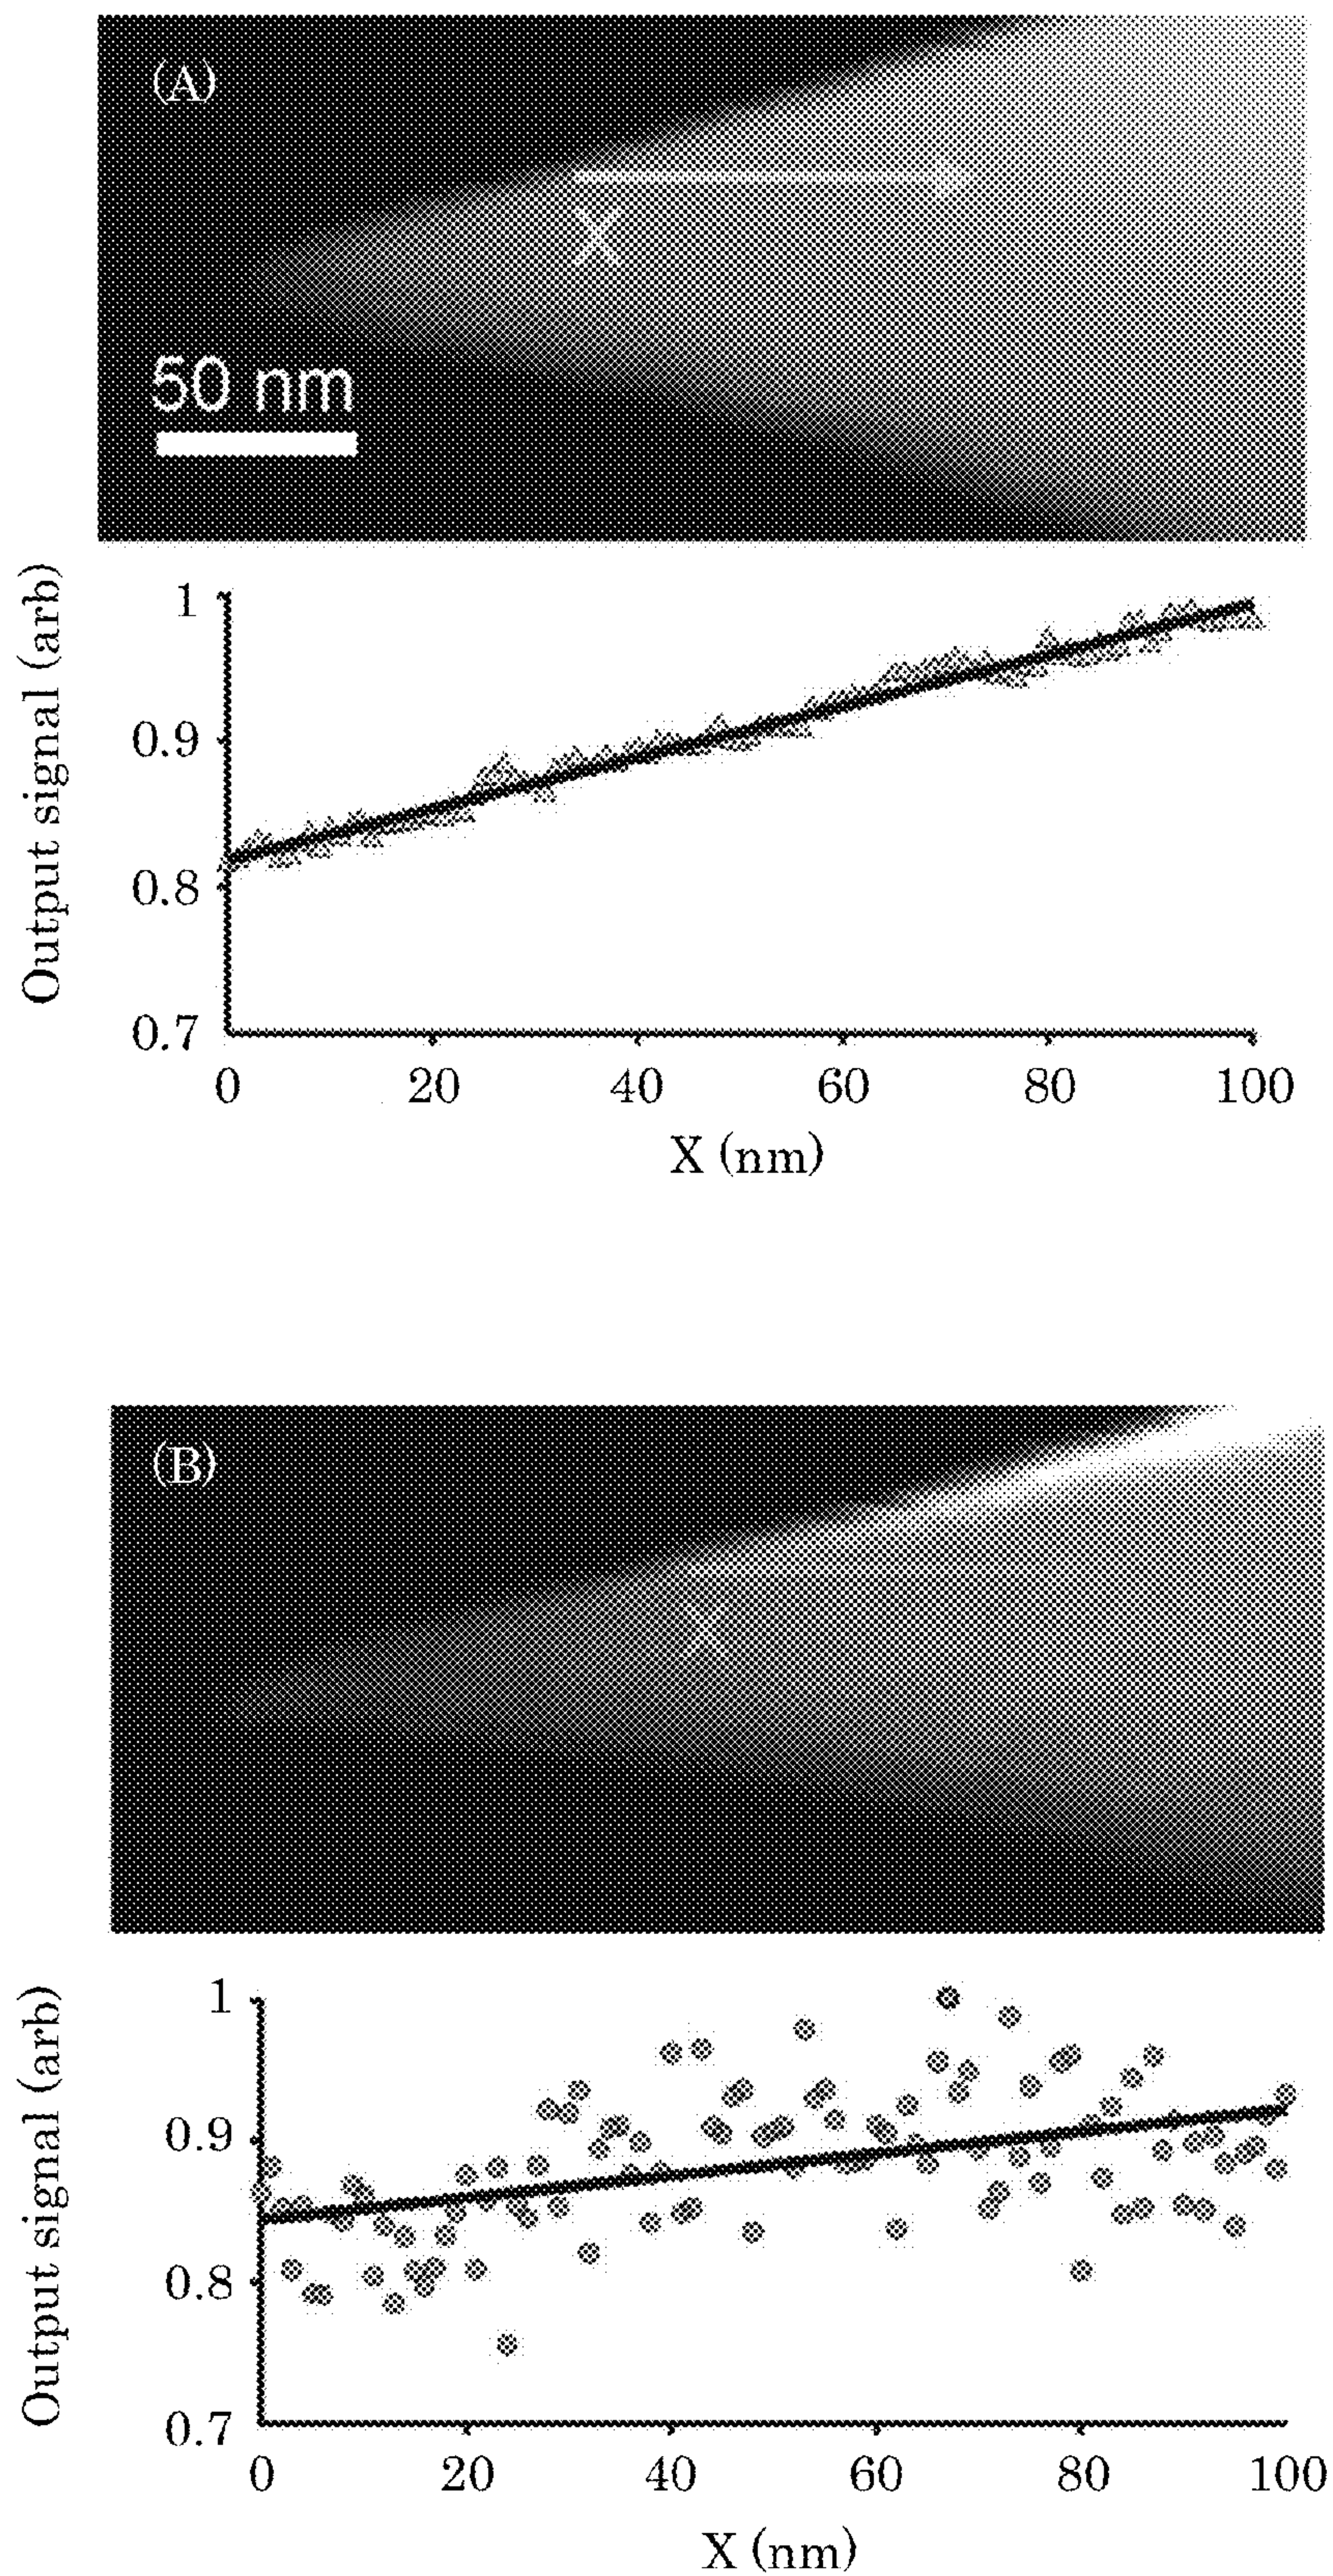 (A)
X
50 nm
Output signal (arb)
1
0.9
0.8
0.7
0 20 40 60 80 100
X (nm)
(B)
X
Output signal (arb)
1
0.9
0.8
0.7
0 20 40 60 80 100
X (nm)